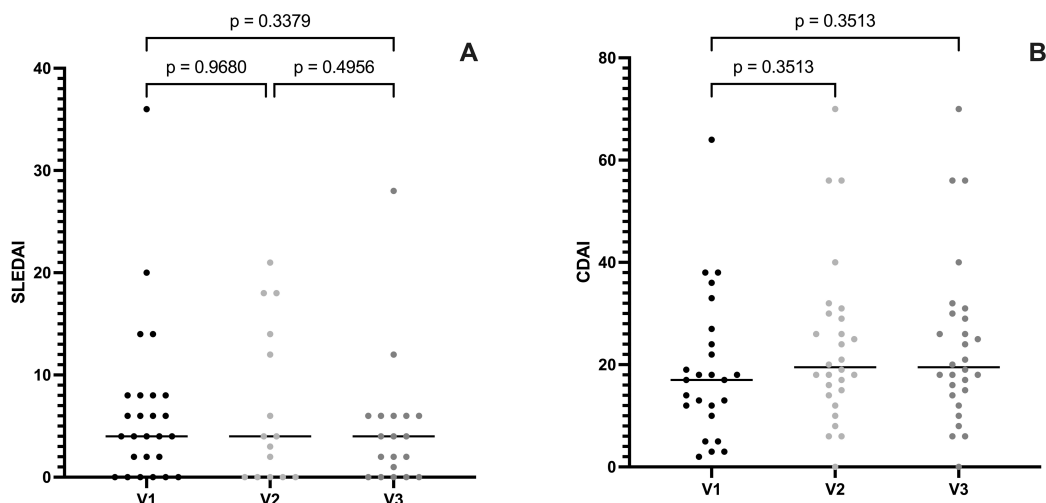 p = 0.3379
A
p = 0.9680
p = 0.4956
40
30
20
10
0
SLEDAI
V1
V2
V3
p = 0.3513
B
p = 0.3513
80
60
40
20
0
CDAI
V1
V2
V3